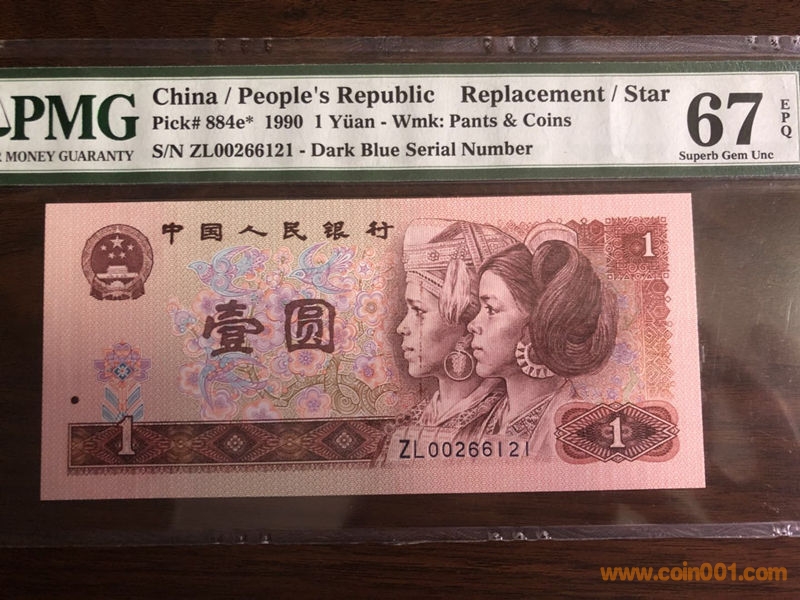 PMG
MONEY GUARANTY
China / People's Republic Replacement / Star
Pick# 884e* 1990 1 Yüan - Wmk: Pants & Coins
S/N ZL00266121 - Dark Blue Serial Number
67
EPQ
Superb Gem Unc
中国人民银行
1
壹圆
1
1
ZL00266121
www.coin001.com